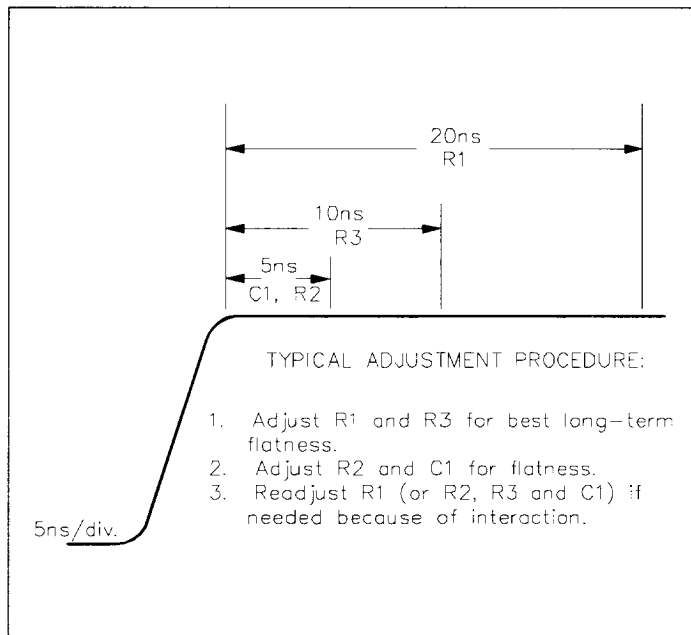 20ns
R1
10ns
R3
5ns
C1, R2
TYPICAL ADJUSTMENT PROCEDURE:
1. Adjust R1 and R3 for best long-term
flatness.
2. Adjust R2 and C1 for flatness.
3. Readjust R1 (or R2, R3 and C1) if
needed because of interaction.
5ns/div.